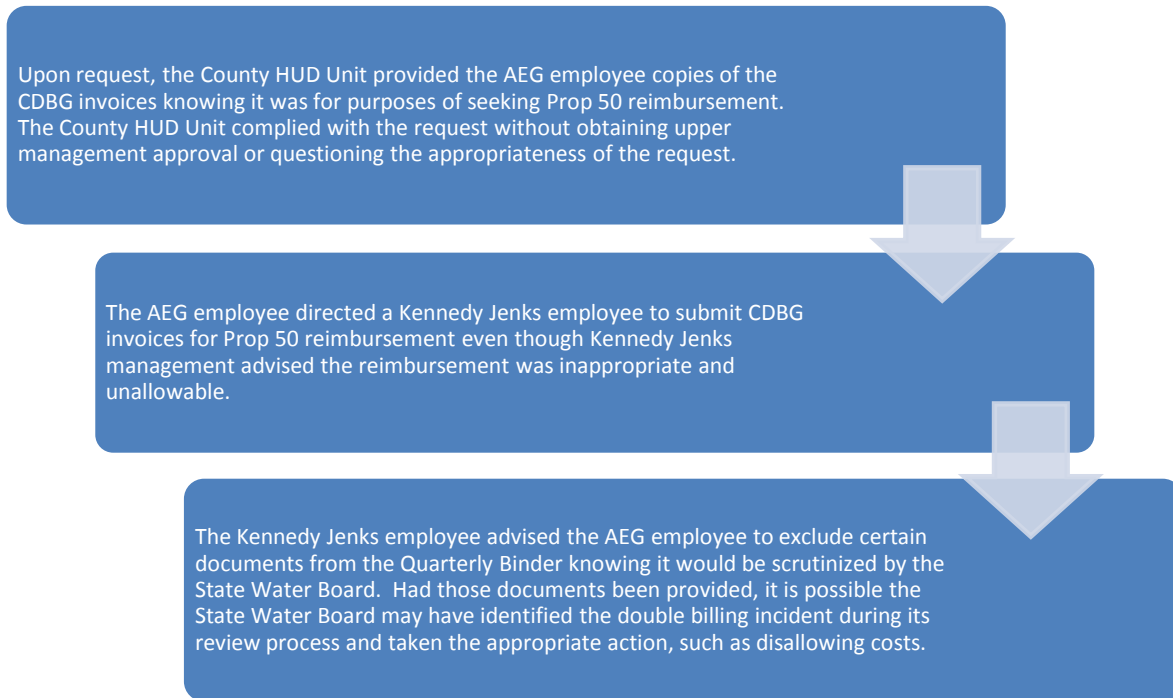 Upon request, the County HUD Unit provided the AEG employee copies of the
CDBG invoices knowing it was for purposes of seeking Prop 50 reimbursement.
The County HUD Unit complied with the request without obtaining upper
management approval or questioning the appropriateness of the request.
The AEG employee directed a Kennedy Jenks employee to submit CDBG
invoices for Prop 50 reimbursement even though Kennedy Jenks
management advised the reimbursement was inappropriate and
unallowable.
The Kennedy Jenks employee advised the AEG employee to exclude certain
documents from the Quarterly Binder knowing it would be scrutinized by the
State Water Board.  Had those documents been provided, it is possible the
State Water Board may have identified the double billing incident during its
review process and taken the appropriate action, such as disallowing costs.